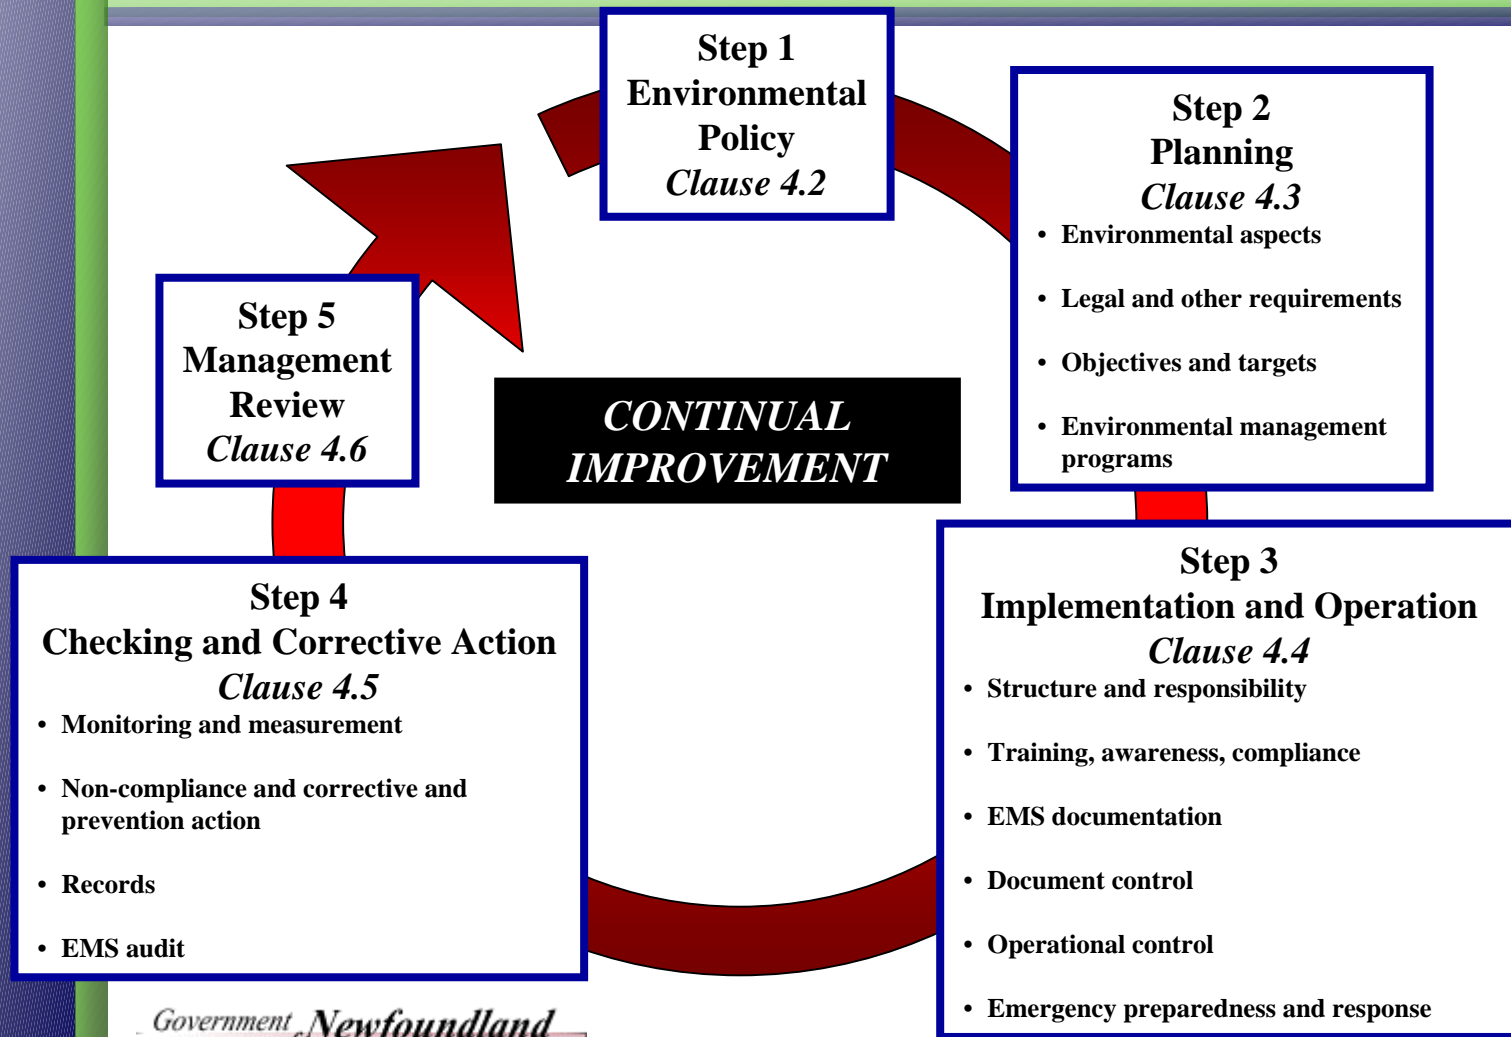 Step 1
Environmental
Policy
Clause 4.2
Step 2
Planning
Clause 4.3
• Environmental aspects
• Legal and other requirements
• Objectives and targets
• Environmental management
programs
Step 3
Implementation and Operation
Clause 4.4
• Structure and responsibility
• Training, awareness, compliance
• EMS documentation
• Document control
• Operational control
• Emergency preparedness and response
Step 4
Checking and Corrective Action
Clause 4.5
• Monitoring and measurement
• Non-compliance and corrective and
prevention action
• Records
• EMS audit
Step 5
Management
Review
Clause 4.6
CONTINUAL
IMPROVEMENT
Government Newfoundland